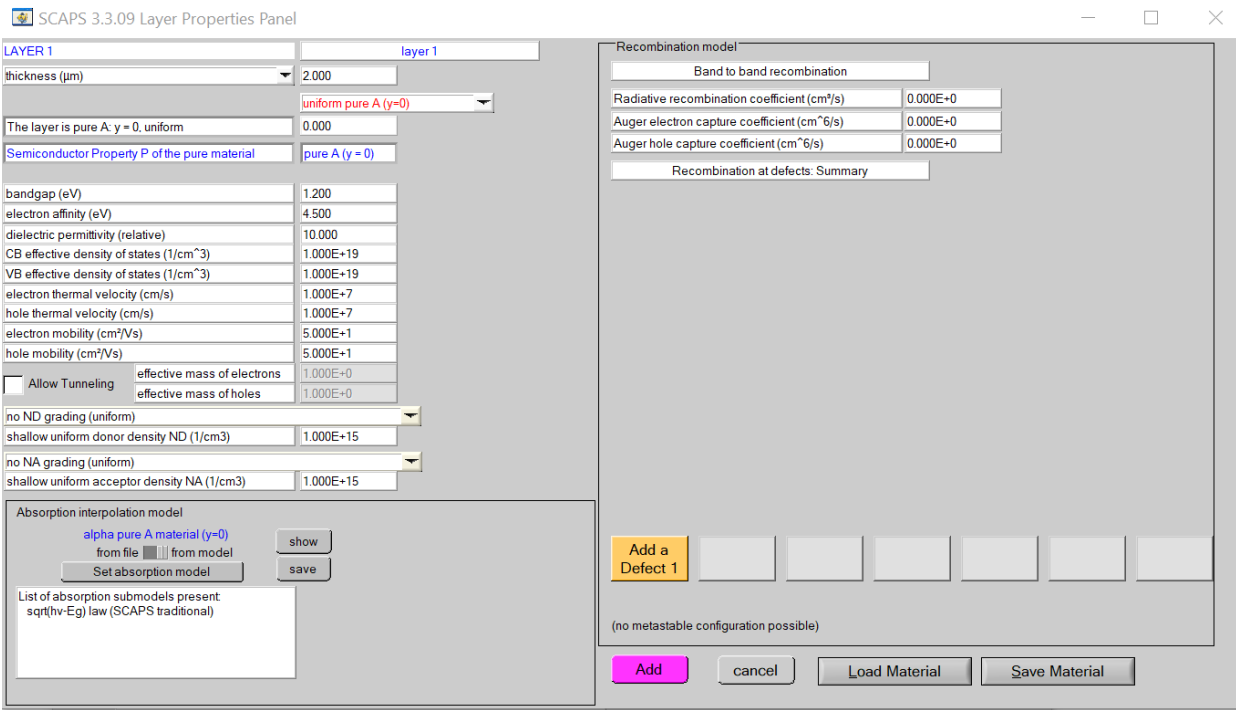 SCAPS 3.3.09 Layer Properties Panel
LAYER 1
layer 1
thickness (µm)
2.000
uniform pure A (y=0)
The layer is pure A: y = 0, uniform
0.000
Semiconductor Property P of the pure material
pure A (y = 0)
bandgap (eV)
1.200
electron affinity (eV)
4.500
dielectric permittivity (relative)
10.000
CB effective density of states (1/cm^3)
1.000E+19
VB effective density of states (1/cm^3)
1.000E+19
electron thermal velocity (cm/s)
1.000E+7
hole thermal velocity (cm/s)
1.000E+7
electron mobility (cm²/Vs)
5.000E+1
hole mobility (cm²/Vs)
5.000E+1
Allow Tunneling
effective mass of electrons
1.000E+0
effective mass of holes
1.000E+0
no ND grading (uniform)
shallow uniform donor density ND (1/cm3)
1.000E+15
no NA grading (uniform)
shallow uniform acceptor density NA (1/cm3)
1.000E+15
Absorption interpolation model
alpha pure A material (y=0)
from file
from model
show
Set absorption model
save
List of absorption submodels present:
sqrt(hv-Eg) law (SCAPS traditional)
Recombination model
Band to band recombination
Radiative recombination coefficient (cm³/s)
0.000E+0
Auger electron capture coefficient (cm^6/s)
0.000E+0
Auger hole capture coefficient (cm^6/s)
0.000E+0
Recombination at defects: Summary
Add a
Defect 1
(no metastable configuration possible)
Add
cancel
Load Material
Save Material